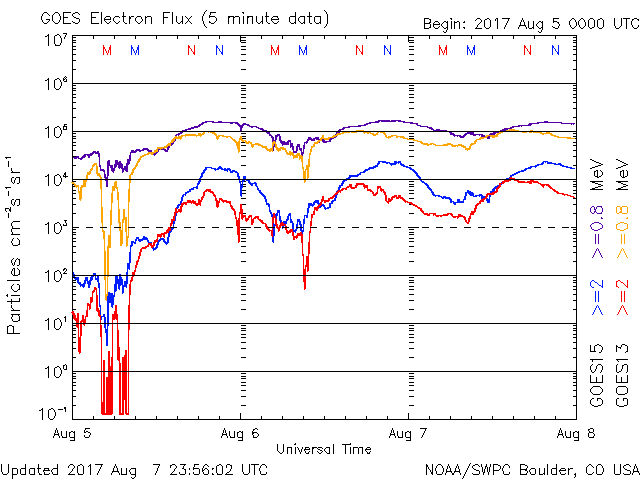 GOES Electron Flux (5 minute data)
Begin: 2017 Aug 5 0000 UTC
10⁷
M M N N M M N N M M N N
10⁶
10⁵
10⁴
10³
10²
10¹
10⁰
10⁻¹
Particles cm⁻²s⁻¹sr⁻¹
GOES15 >=2 >=0.8 MeV
GOES13 >=2 >=0.8 MeV
Aug 5 Aug 6 Aug 7 Aug 8
Universal Time
Updated 2017 Aug 7 23:56:02 UTC
NOAA/SWPC Boulder, CO USA